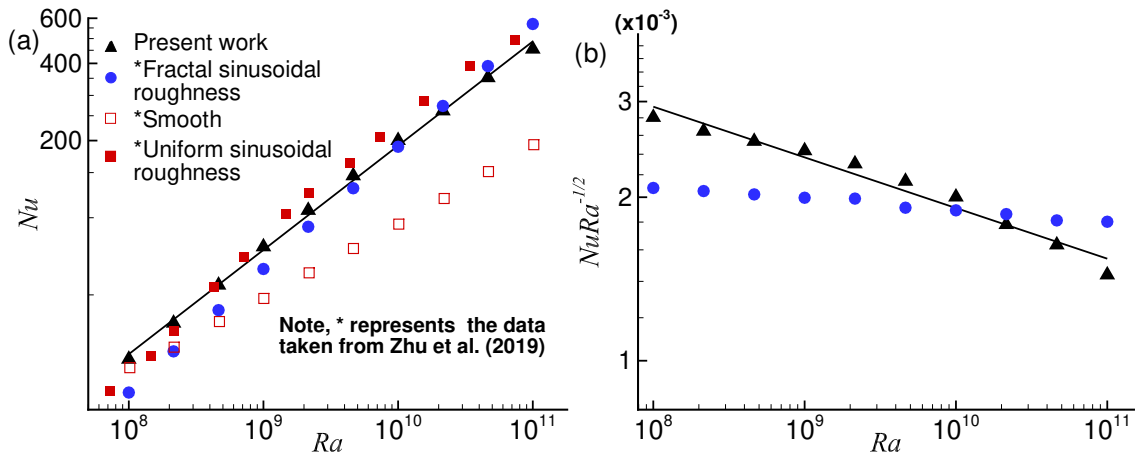 (a)
600
400
200
Nu
Present work
*Fractal sinusoidal
roughness
*Smooth
*Uniform sinusoidal
roughness
Note, * represents the data
taken from Zhu et al. (2019)
10^8
10^9
10^10
10^11
Ra
(x10^-3)
(b)
3
2
1
NuRa^-1/2
10^8
10^9
10^10
10^11
Ra